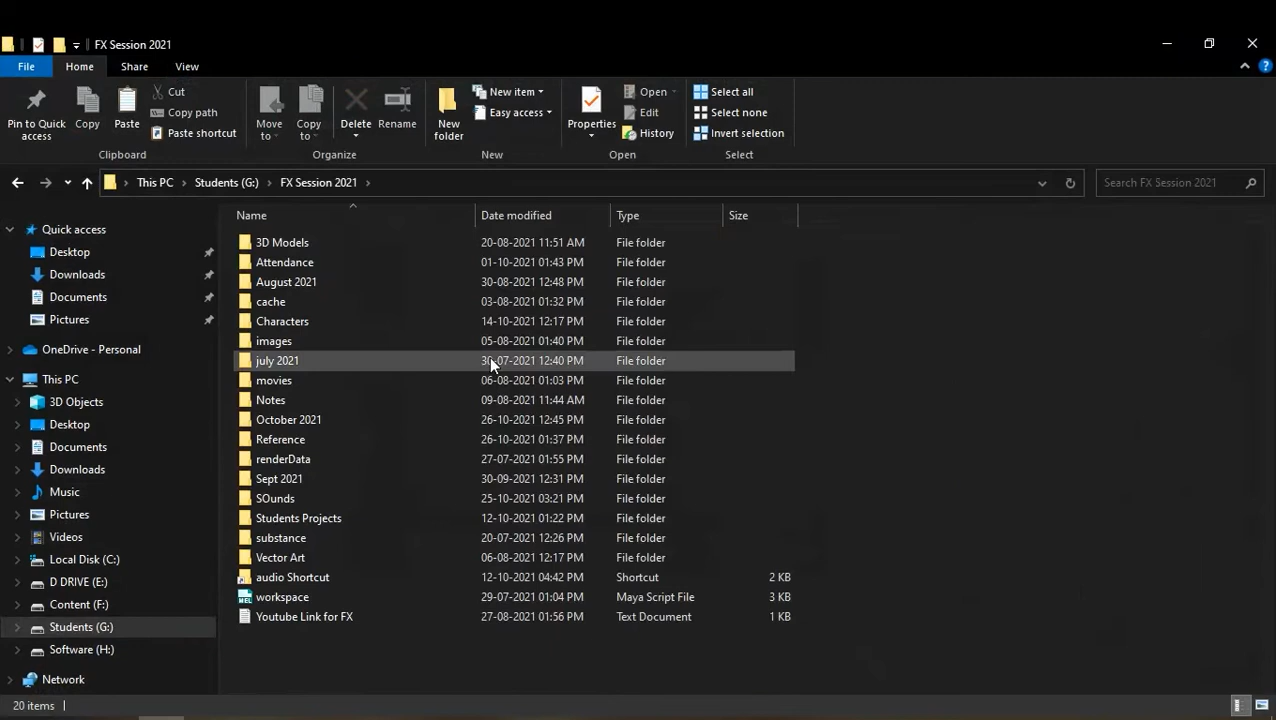 FX Session 2021
File Home Share View
Pin to Quick access
Copy
Paste
Cut
Copy path
Paste shortcut
Clipboard
Move to
Copy to
Delete
Rename
Organize
New folder
New item
Easy access
New
Properties
Open
Edit
History
Open
Select all
Select none
Invert selection
Select
This PC > Students (G:) > FX Session 2021 >
Search FX Session 2021
Quick access
Desktop
Downloads
Documents
Pictures
OneDrive - Personal
This PC
3D Objects
Desktop
Documents
Downloads
Music
Pictures
Videos
Local Disk (C:)
D DRIVE (E:)
Content (F:)
Students (G:)
Software (H:)
Network
Name Date modified Type Size
3D Models 20-08-2021 11:51 AM File folder
Attendance 01-10-2021 01:43 PM File folder
August 2021 30-08-2021 12:48 PM File folder
cache 03-08-2021 01:32 PM File folder
Characters 14-10-2021 12:17 PM File folder
images 05-08-2021 01:40 PM File folder
july 2021 30-07-2021 12:40 PM File folder
movies 06-08-2021 01:03 PM File folder
Notes 09-08-2021 11:44 AM File folder
October 2021 26-10-2021 12:45 PM File folder
Reference 26-10-2021 01:37 PM File folder
renderData 27-07-2021 01:55 PM File folder
Sept 2021 30-09-2021 12:31 PM File folder
SOunds 25-10-2021 03:21 PM File folder
Students Projects 12-10-2021 01:22 PM File folder
substance 20-07-2021 12:26 PM File folder
Vector Art 06-08-2021 12:17 PM File folder
audio Shortcut 12-10-2021 04:42 PM Shortcut 2 KB
workspace 29-07-2021 01:04 PM Maya Script File 3 KB
Youtube Link for FX 27-08-2021 01:56 PM Text Document 1 KB
20 items